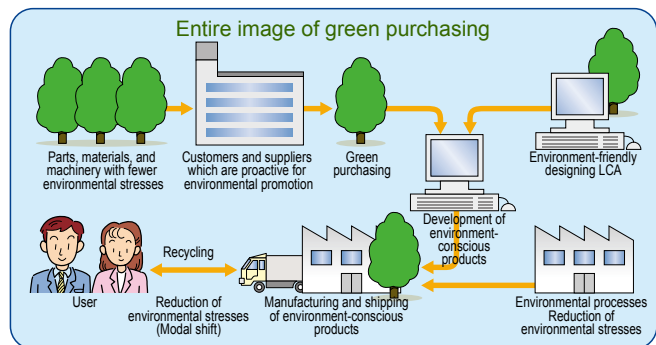 Entire image of green purchasing
Parts, materials, and
machinery with fewer
environmental stresses
Customers and suppliers
which are proactive for
environmental promotion
Green
purchasing
Environment-friendly
designing LCA
Development of
environment-
conscious
products
Recycling
User
Reduction of
environmental stresses
(Modal shift)
Manufacturing and shipping
of environment-conscious
products
Environmental processes
Reduction of
environmental stresses